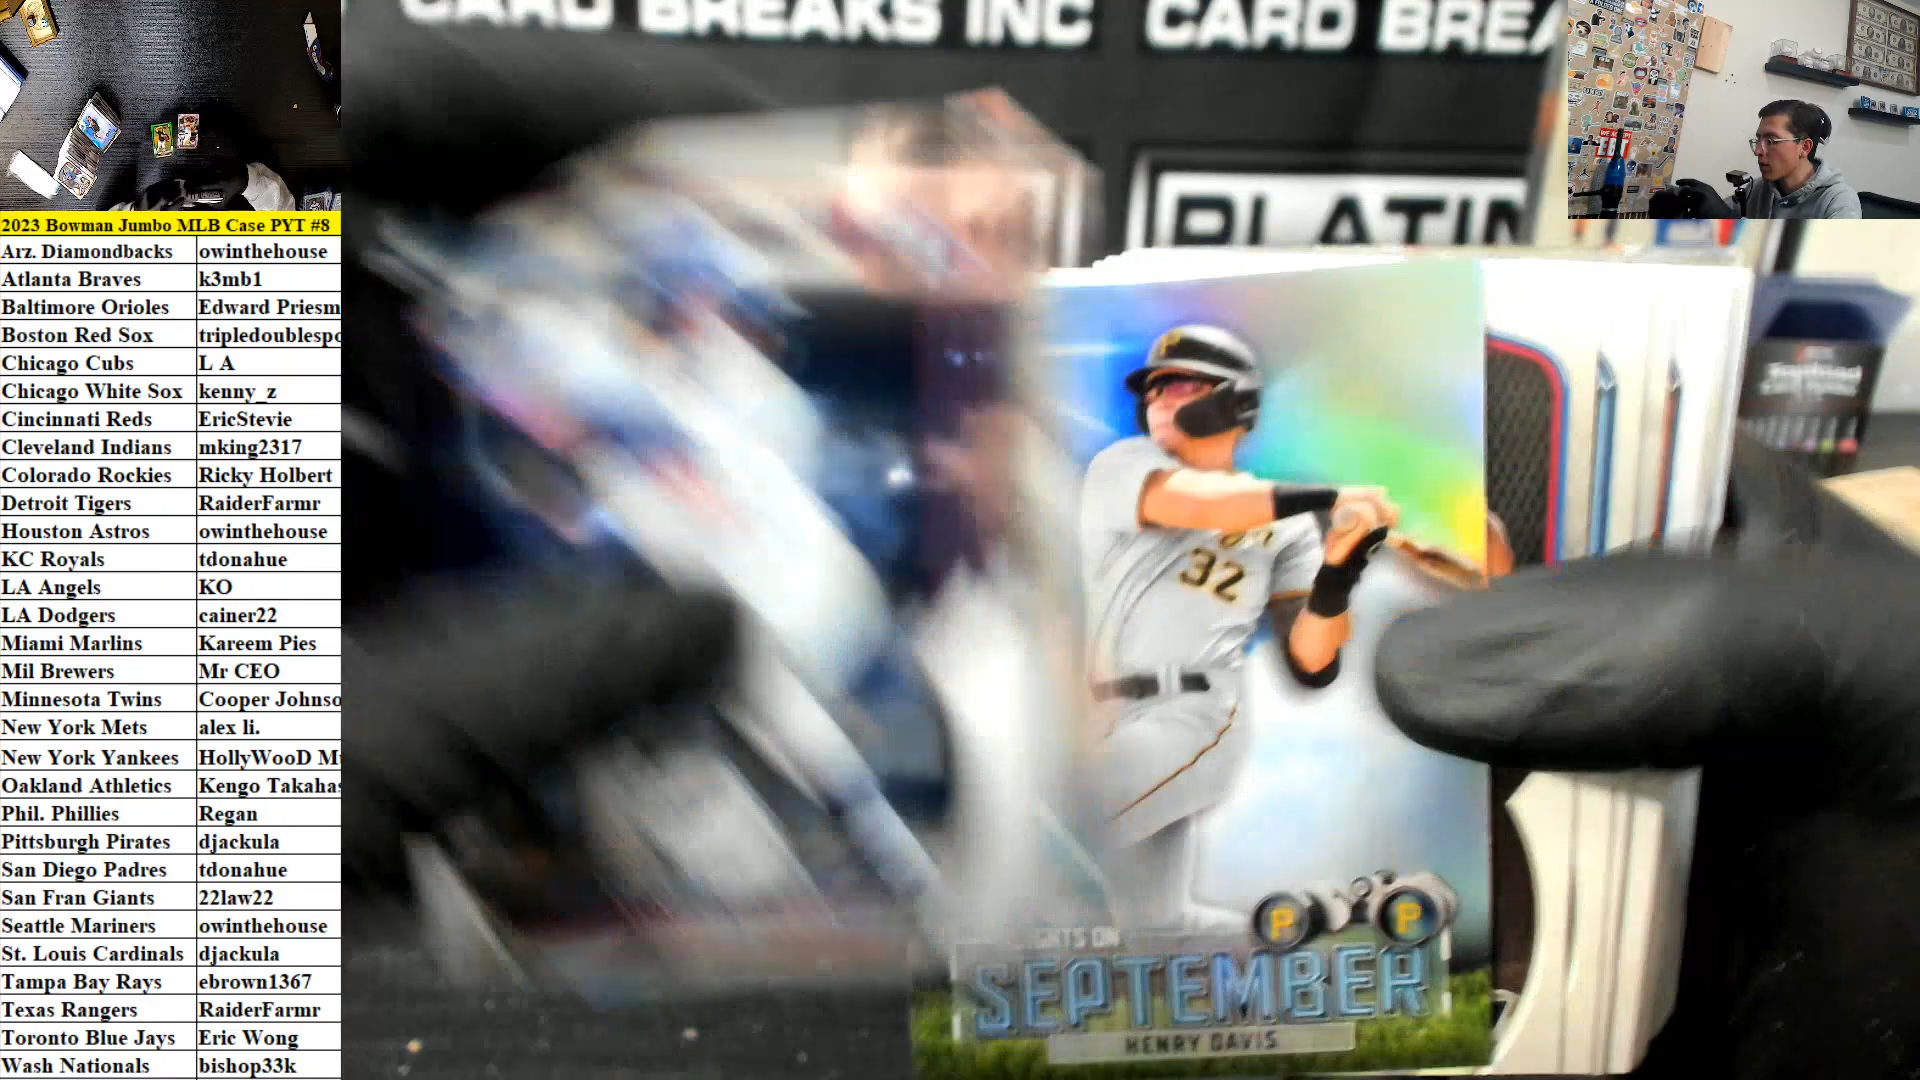 CARD BREAKS INC CARD BREA
PLATIN
2023 Bowman Jumbo MLB Case PYT #8
Arz. Diamondbacks owinthehouse
Atlanta Braves k3mb1
Baltimore Orioles Edward Priesm
Boston Red Sox tripledoublespo
Chicago Cubs L A
Chicago White Sox kenny_z
Cincinnati Reds EricStevie
Cleveland Indians mking2317
Colorado Rockies Ricky Holbert
Detroit Tigers RaiderFarmr
Houston Astros owinthehouse
KC Royals tdonahue
LA Angels KO
LA Dodgers cainer22
Miami Marlins Kareem Pies
Mil Brewers Mr CEO
Minnesota Twins Cooper Johnso
New York Mets alex li.
New York Yankees HollyWooD M
Oakland Athletics Kengo Takahas
Phil. Phillies Regan
Pittsburgh Pirates djackula
San Diego Padres tdonahue
San Fran Giants 22law22
Seattle Mariners owinthehouse
St. Louis Cardinals djackula
Tampa Bay Rays ebrown1367
Texas Rangers RaiderFarmr
Toronto Blue Jays Eric Wong
Wash Nationals bishop33k
P
32
P P
SIGHTS ON
SEPTEMBER
HENRY DAVIS